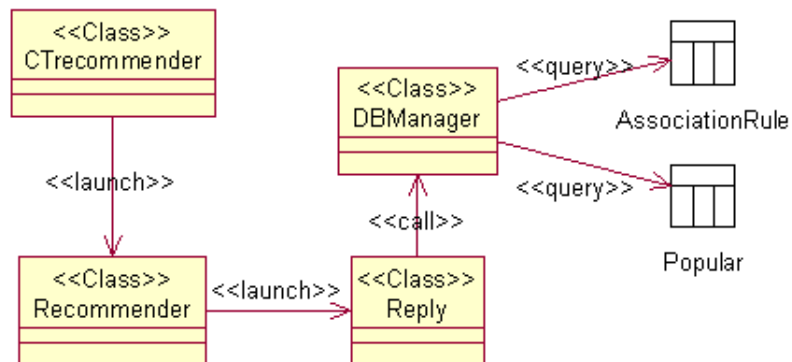 <<Class>>
CTrecommender
<<launch>>
<<Class>>
Recommender
<<launch>>
<<Class>>
Reply
<<call>>
<<Class>>
DBManager
<<query>>
AssociationRule
<<query>>
Popular